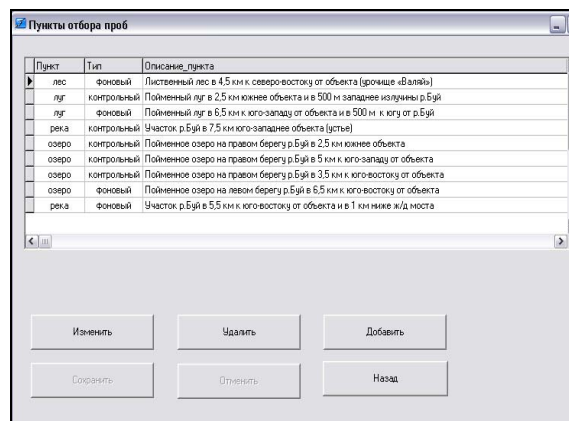 Пункты отбора проб
Пункт Тип Описание_пункта
лес фоновый Лиственный лес в 4,5 км к северо-востоку от объекта (урочище «Валяй»)
луг контрольный Пойменный луг в 2,5 км южнее объекта и в 500 м западнее излучины р.Буй
луг фоновый Пойменный луг в 6,5 км к юго-западу от объекта и в 500 м к югу от р.Буй
река контрольный Участок р.Буй в 7,5 км юго-западнее объекта (устье)
озеро контрольный Пойменное озеро на правом берегу р.Буй в 2,5 км южнее объекта
озеро контрольный Пойменное озеро на правом берегу р.Буй в 5 км к юго-западу от объекта
озеро контрольный Пойменное озеро на правом берегу р.Буй в 3,5 км к юго-востоку от объекта
озеро фоновый Пойменное озеро на левом берегу р.Буй в 6,5 км к юго-востоку от объекта
река фоновый Участок р.Буй в 5,5 км к юго-востоку от объекта и в 1 км ниже ж/д моста
Изменить Удалить Добавить
Сохранить Отменить Назад